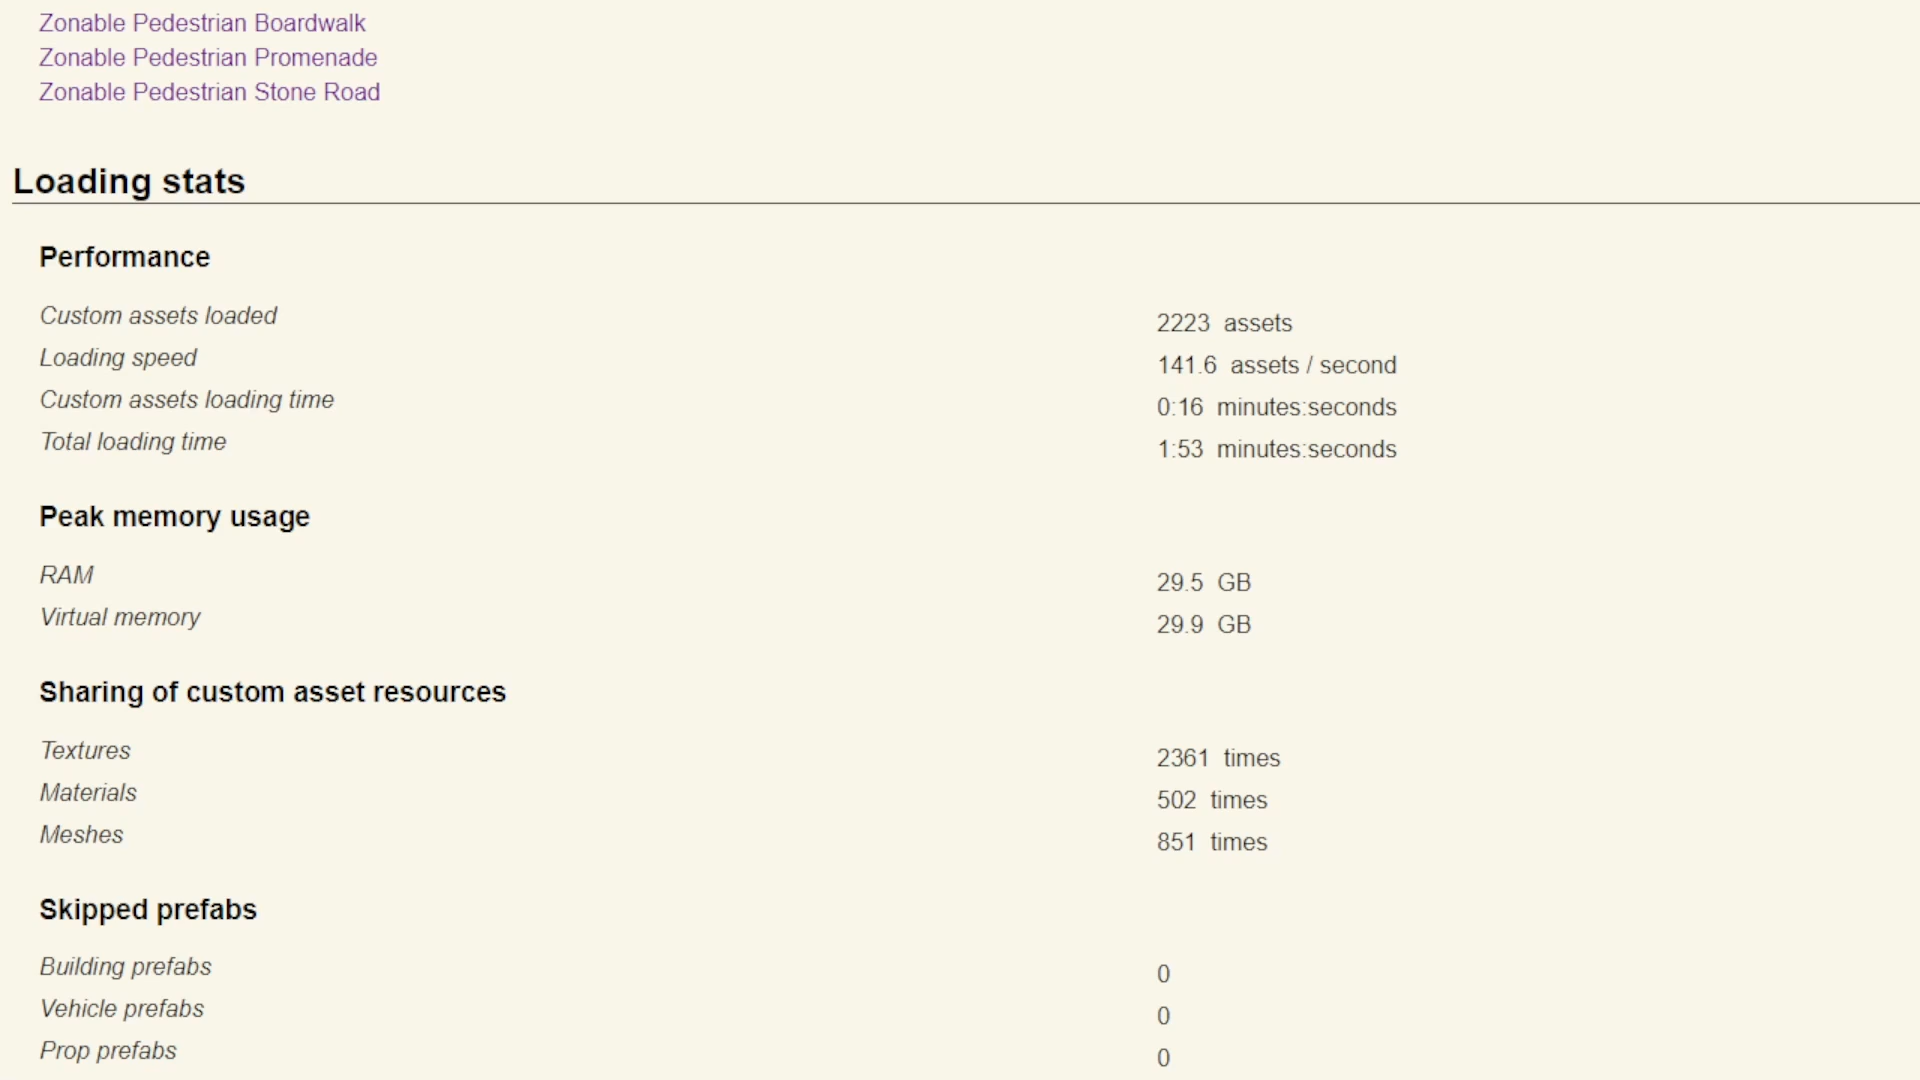 Zonable Pedestrian Boardwalk
Zonable Pedestrian Promenade
Zonable Pedestrian Stone Road
Loading stats
Performance
Custom assets loaded 2223 assets
Loading speed 141.6 assets / second
Custom assets loading time 0:16 minutes:seconds
Total loading time 1:53 minutes:seconds
Peak memory usage
RAM 29.5 GB
Virtual memory 29.9 GB
Sharing of custom asset resources
Textures 2361 times
Materials 502 times
Meshes 851 times
Skipped prefabs
Building prefabs 0
Vehicle prefabs 0
Prop prefabs 0